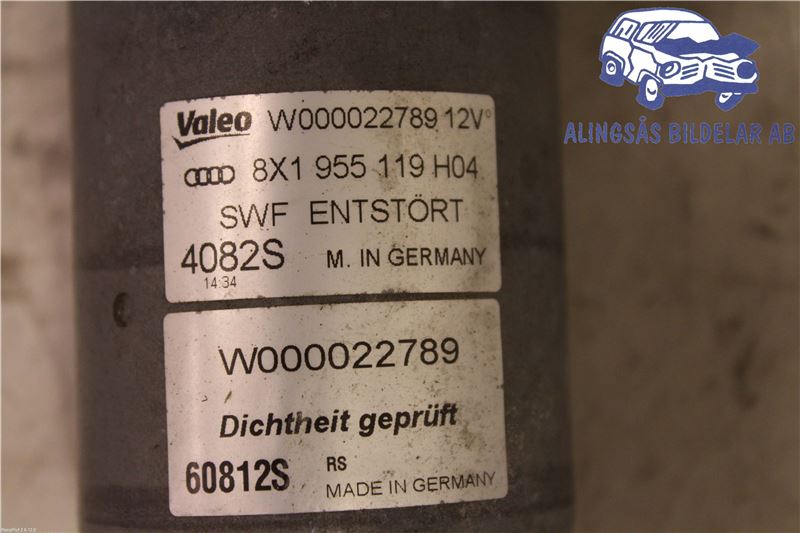 ALINGSÅS BILDELAR AB
Valeo W000022789 12V
8X1 955 119 H04
SWF ENTSTÖRT
4082S M. IN GERMANY
14:34
W000022789
Dichtheit geprüft
60812S RS
MADE IN GERMANY